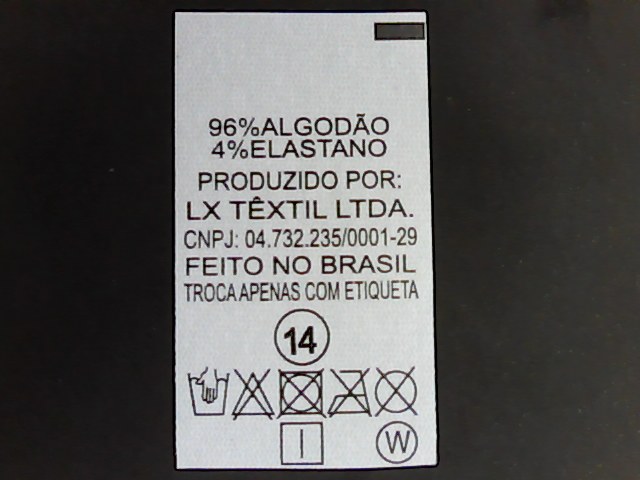 96%ALGODÃO
4%ELASTANO
PRODUZIDO POR:
LX TÊXTIL LTDA.
CNPJ: 04.732.235/0001-29
FEITO NO BRASIL
TROCA APENAS COM ETIQUETA
14
W